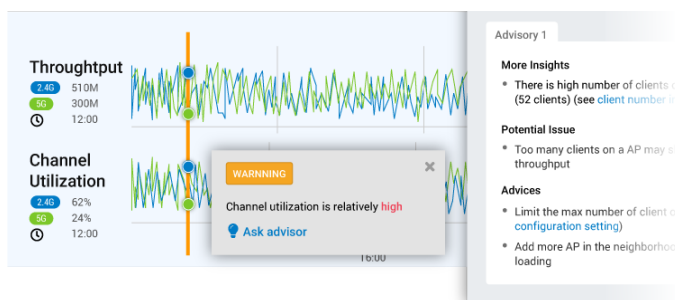 Throughtput
2.4G 510M
5G 300M
12:00
Channel
Utilization
2.4G 62%
5G 24%
12:00
WARNNING
Channel utilization is relatively high
Ask advisor
16:00
Advisory 1
More Insights
There is high number of clients
(52 clients) (see client number
Potential Issue
Too many clients on a AP may
throughput
Advices
Limit the max number of client
configuration setting)
Add more AP in the
loading